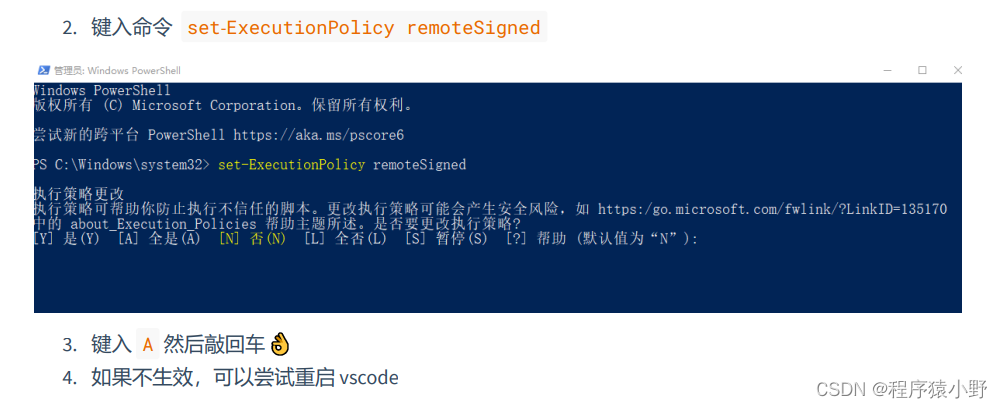 2. 键入命令 set-ExecutionPolicy remoteSigned
管理员: Windows PowerShell
Windows PowerShell
版权所有 (C) Microsoft Corporation。保留所有权利。
尝试新的跨平台 PowerShell https://aka.ms/pscore6
PS C:\Windows\system32> set-ExecutionPolicy remoteSigned
执行策略更改
执行策略可帮助你防止执行不信任的脚本。更改执行策略可能会产生安全风险，如 https:/go.microsoft.com/fwlink/?LinkID=135170
中的 about_Execution_Policies 帮助主题所述。是否要更改执行策略?
[Y] 是(Y)  [A] 全是(A)  [N] 否(N)  [L] 全否(L)  [S] 暂停(S)  [?] 帮助 (默认值为“N”):
3. 键入 A 然后敲回车👌
4. 如果不生效，可以尝试重启 vscode
CSDN @程序猿小野